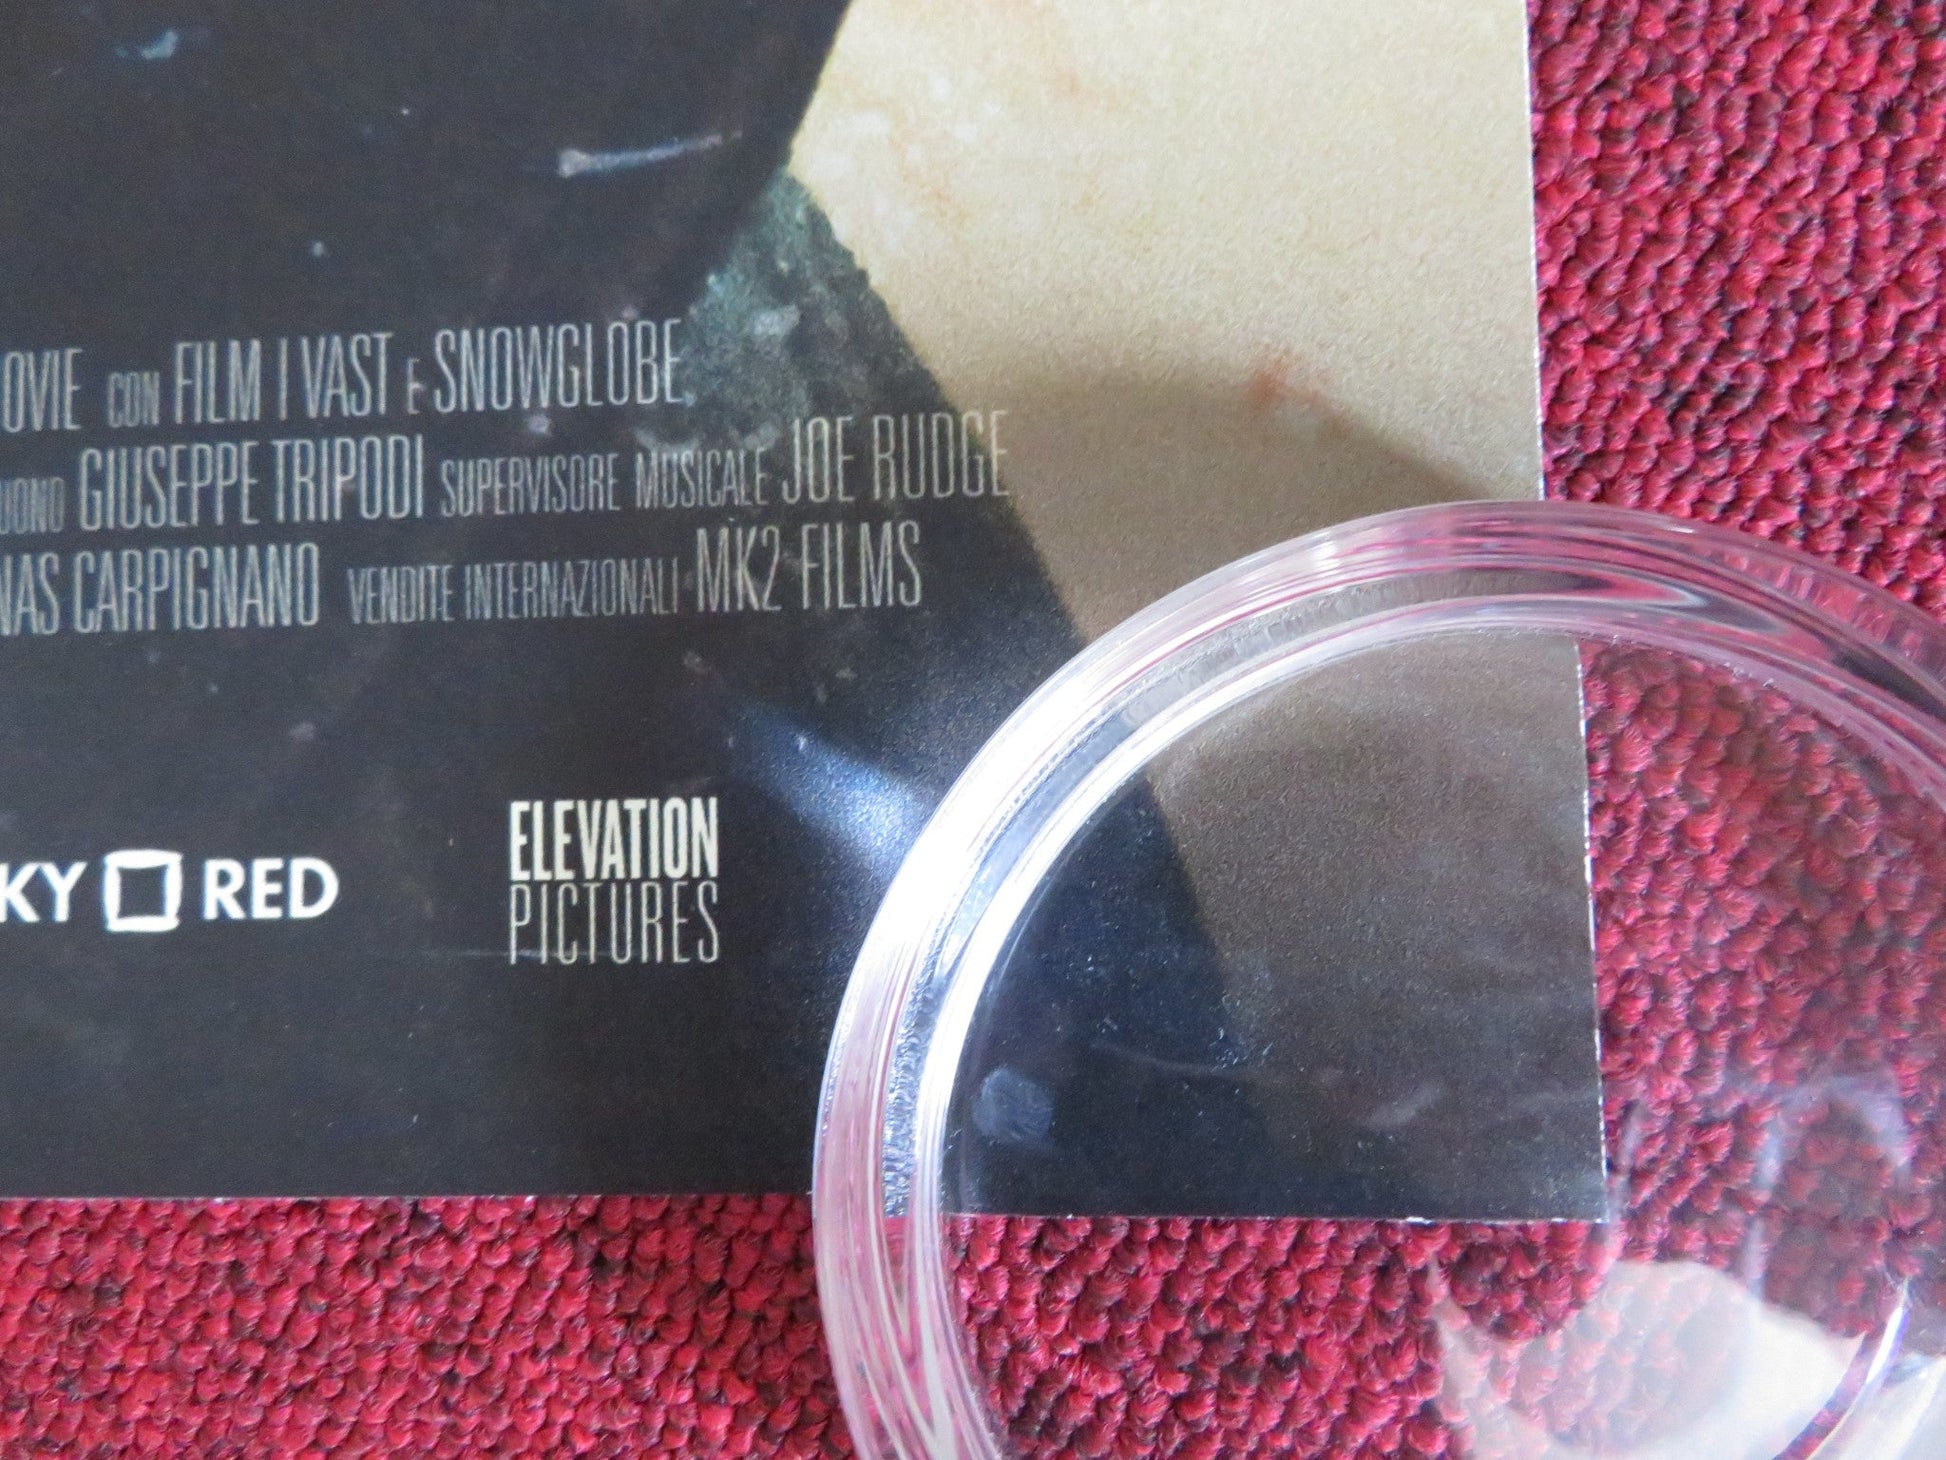 OVIE CON FILM I VAST E SNOWGLOBE
UONO GIUSEPPE TRIPODI SUPERVISORE MUSICALE JOE RUDGE
NAS CARPIGNANO VENDITE INTERNAZIONALI MK2 FILMS
KY RED
ELEVATION
PICTURES